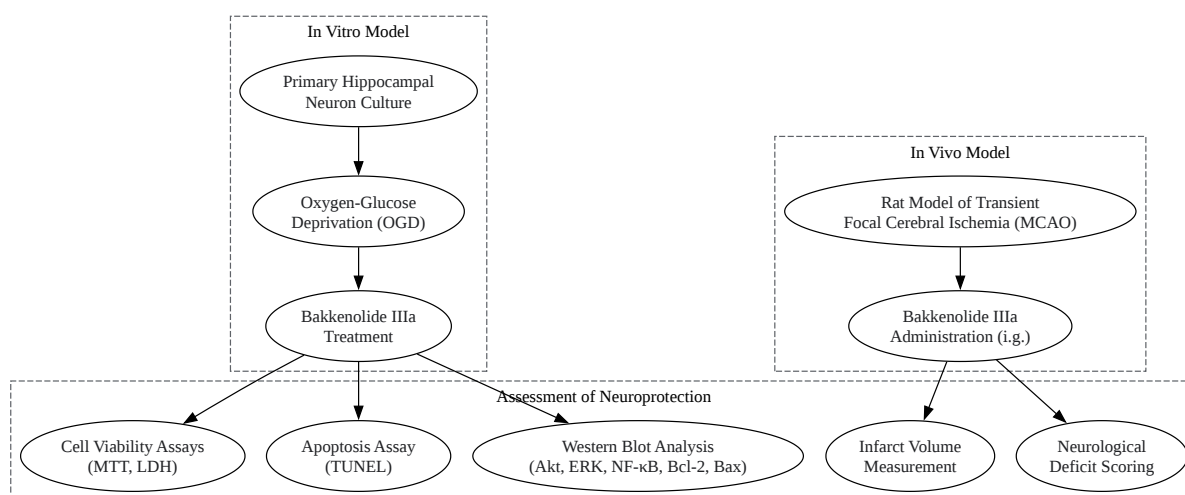 In Vitro Model
Primary Hippocampal
Neuron Culture
Oxygen-Glucose
Deprivation (OGD)
Bakkenolide IIIa
Treatment
In Vivo Model
Rat Model of Transient
Focal Cerebral Ischemia (MCAO)
Bakkenolide IIIa
Administration (i.g.)
Assessment of Neuroprotection
Cell Viability Assays
(MTT, LDH)
Apoptosis Assay
(TUNEL)
Western Blot Analysis
(Akt, ERK, NF-κB, Bcl-2, Bax)
Infarct Volume
Measurement
Neurological
Deficit Scoring